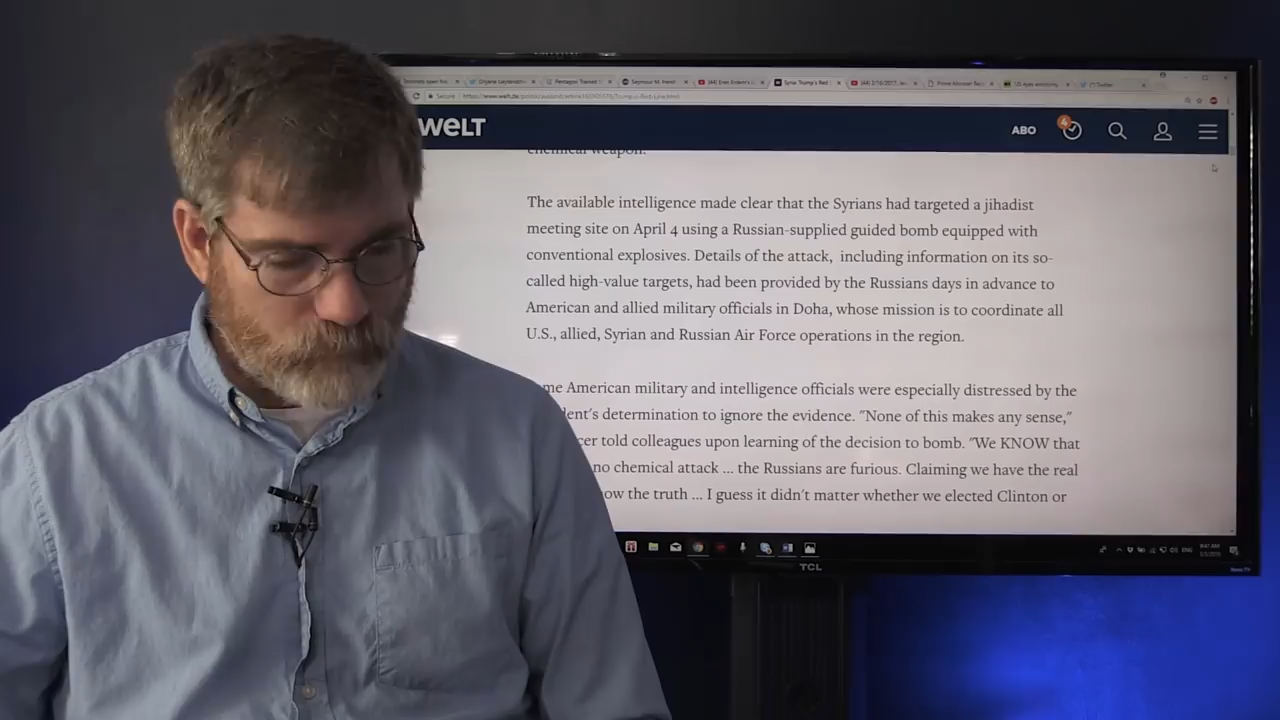 Secure
WELT
ABO
4
chemical weapon.
The available intelligence made clear that the Syrians had targeted a jihadist
meeting site on April 4 using a Russian-supplied guided bomb equipped with
conventional explosives. Details of the attack, including information on its so-
called high-value targets, had been provided by the Russians days in advance to
American and allied military officials in Doha, whose mission is to coordinate all
U.S., allied, Syrian and Russian Air Force operations in the region.
me American military and intelligence officials were especially distressed by the
dent's determination to ignore the evidence. "None of this makes any sense,"
cer told colleagues upon learning of the decision to bomb. "We KNOW that
no chemical attack ... the Russians are furious. Claiming we have the real
ow the truth ... I guess it didn't matter whether we elected Clinton or
ENG
TCL
Roku TV